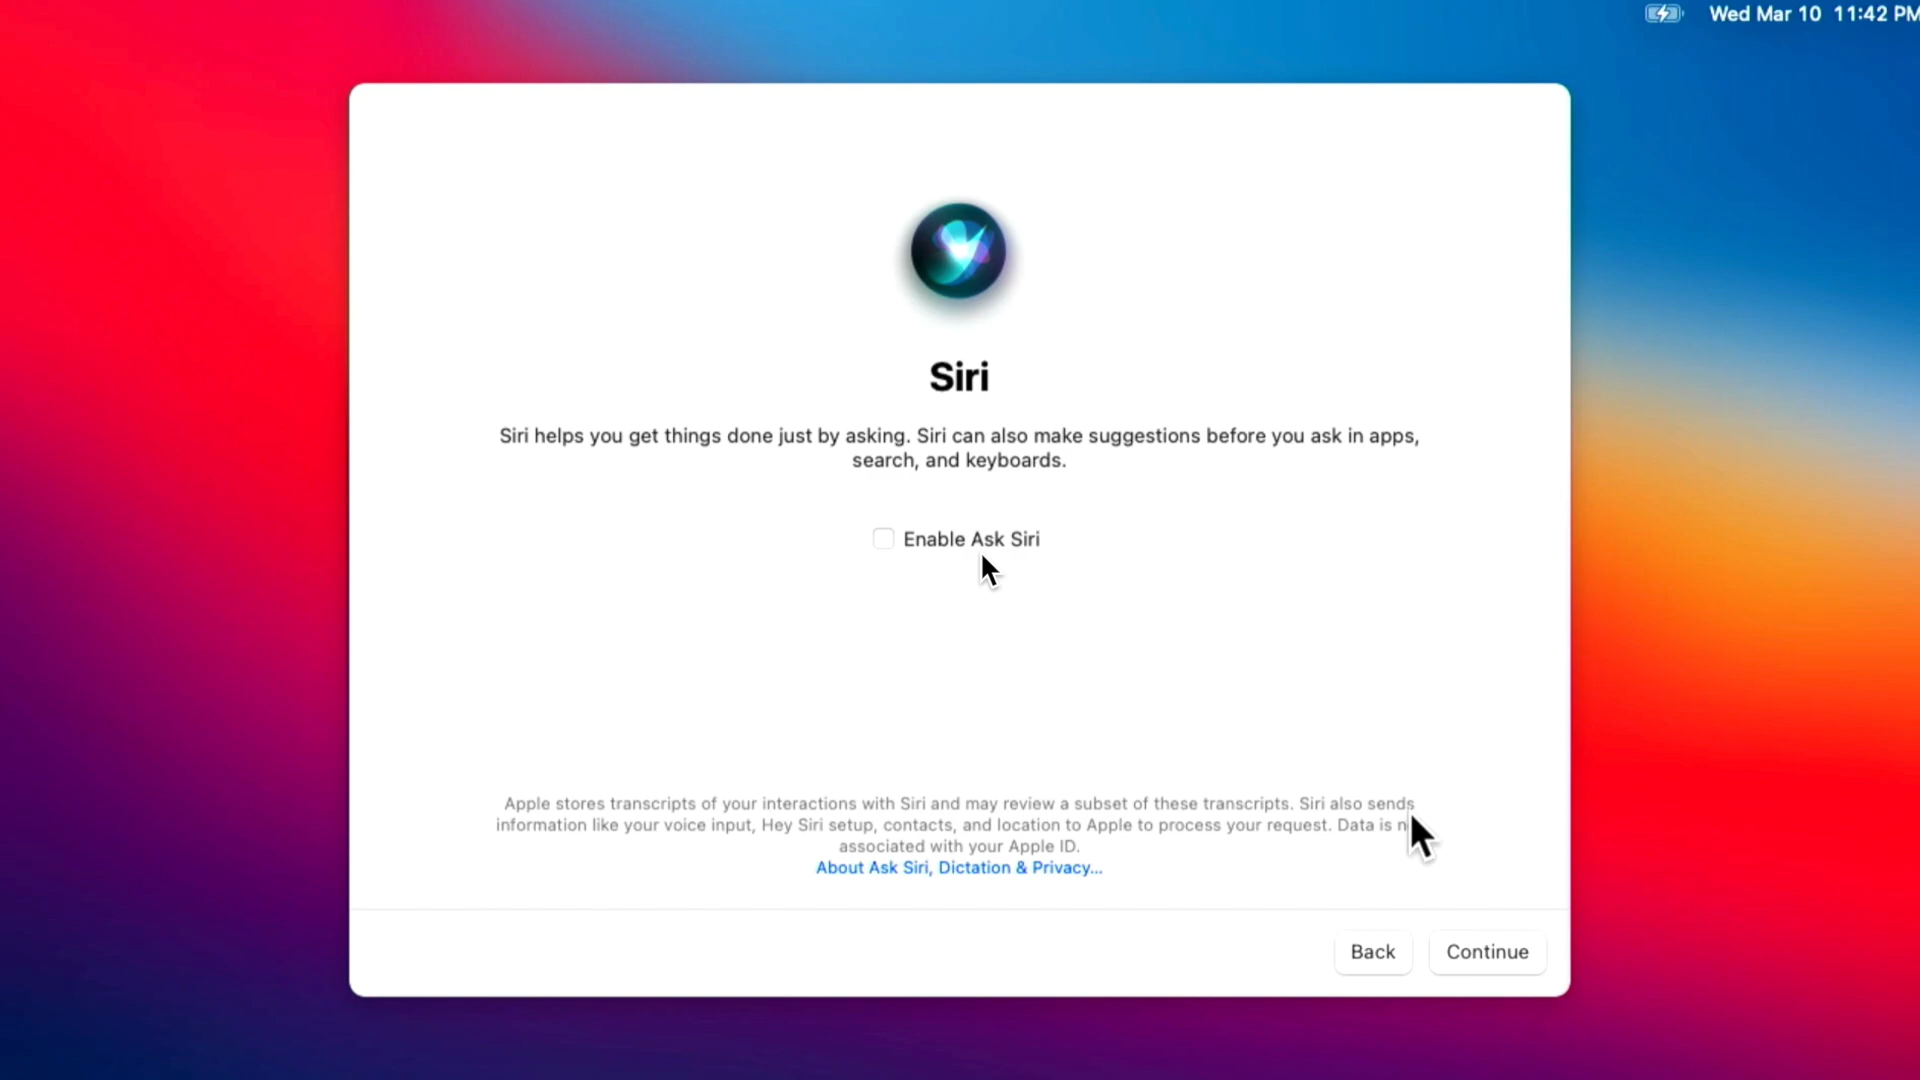 Wed Mar 10 11:42 PM
Siri
Siri helps you get things done just by asking. Siri can also make suggestions before you ask in apps,
search, and keyboards.
Enable Ask Siri
Apple stores transcripts of your interactions with Siri and may review a subset of these transcripts. Siri also sends
information like your voice input, Hey Siri setup, contacts, and location to Apple to process your request. Data is
associated with your Apple ID.
About Ask Siri, Dictation & Privacy...
Back
Continue